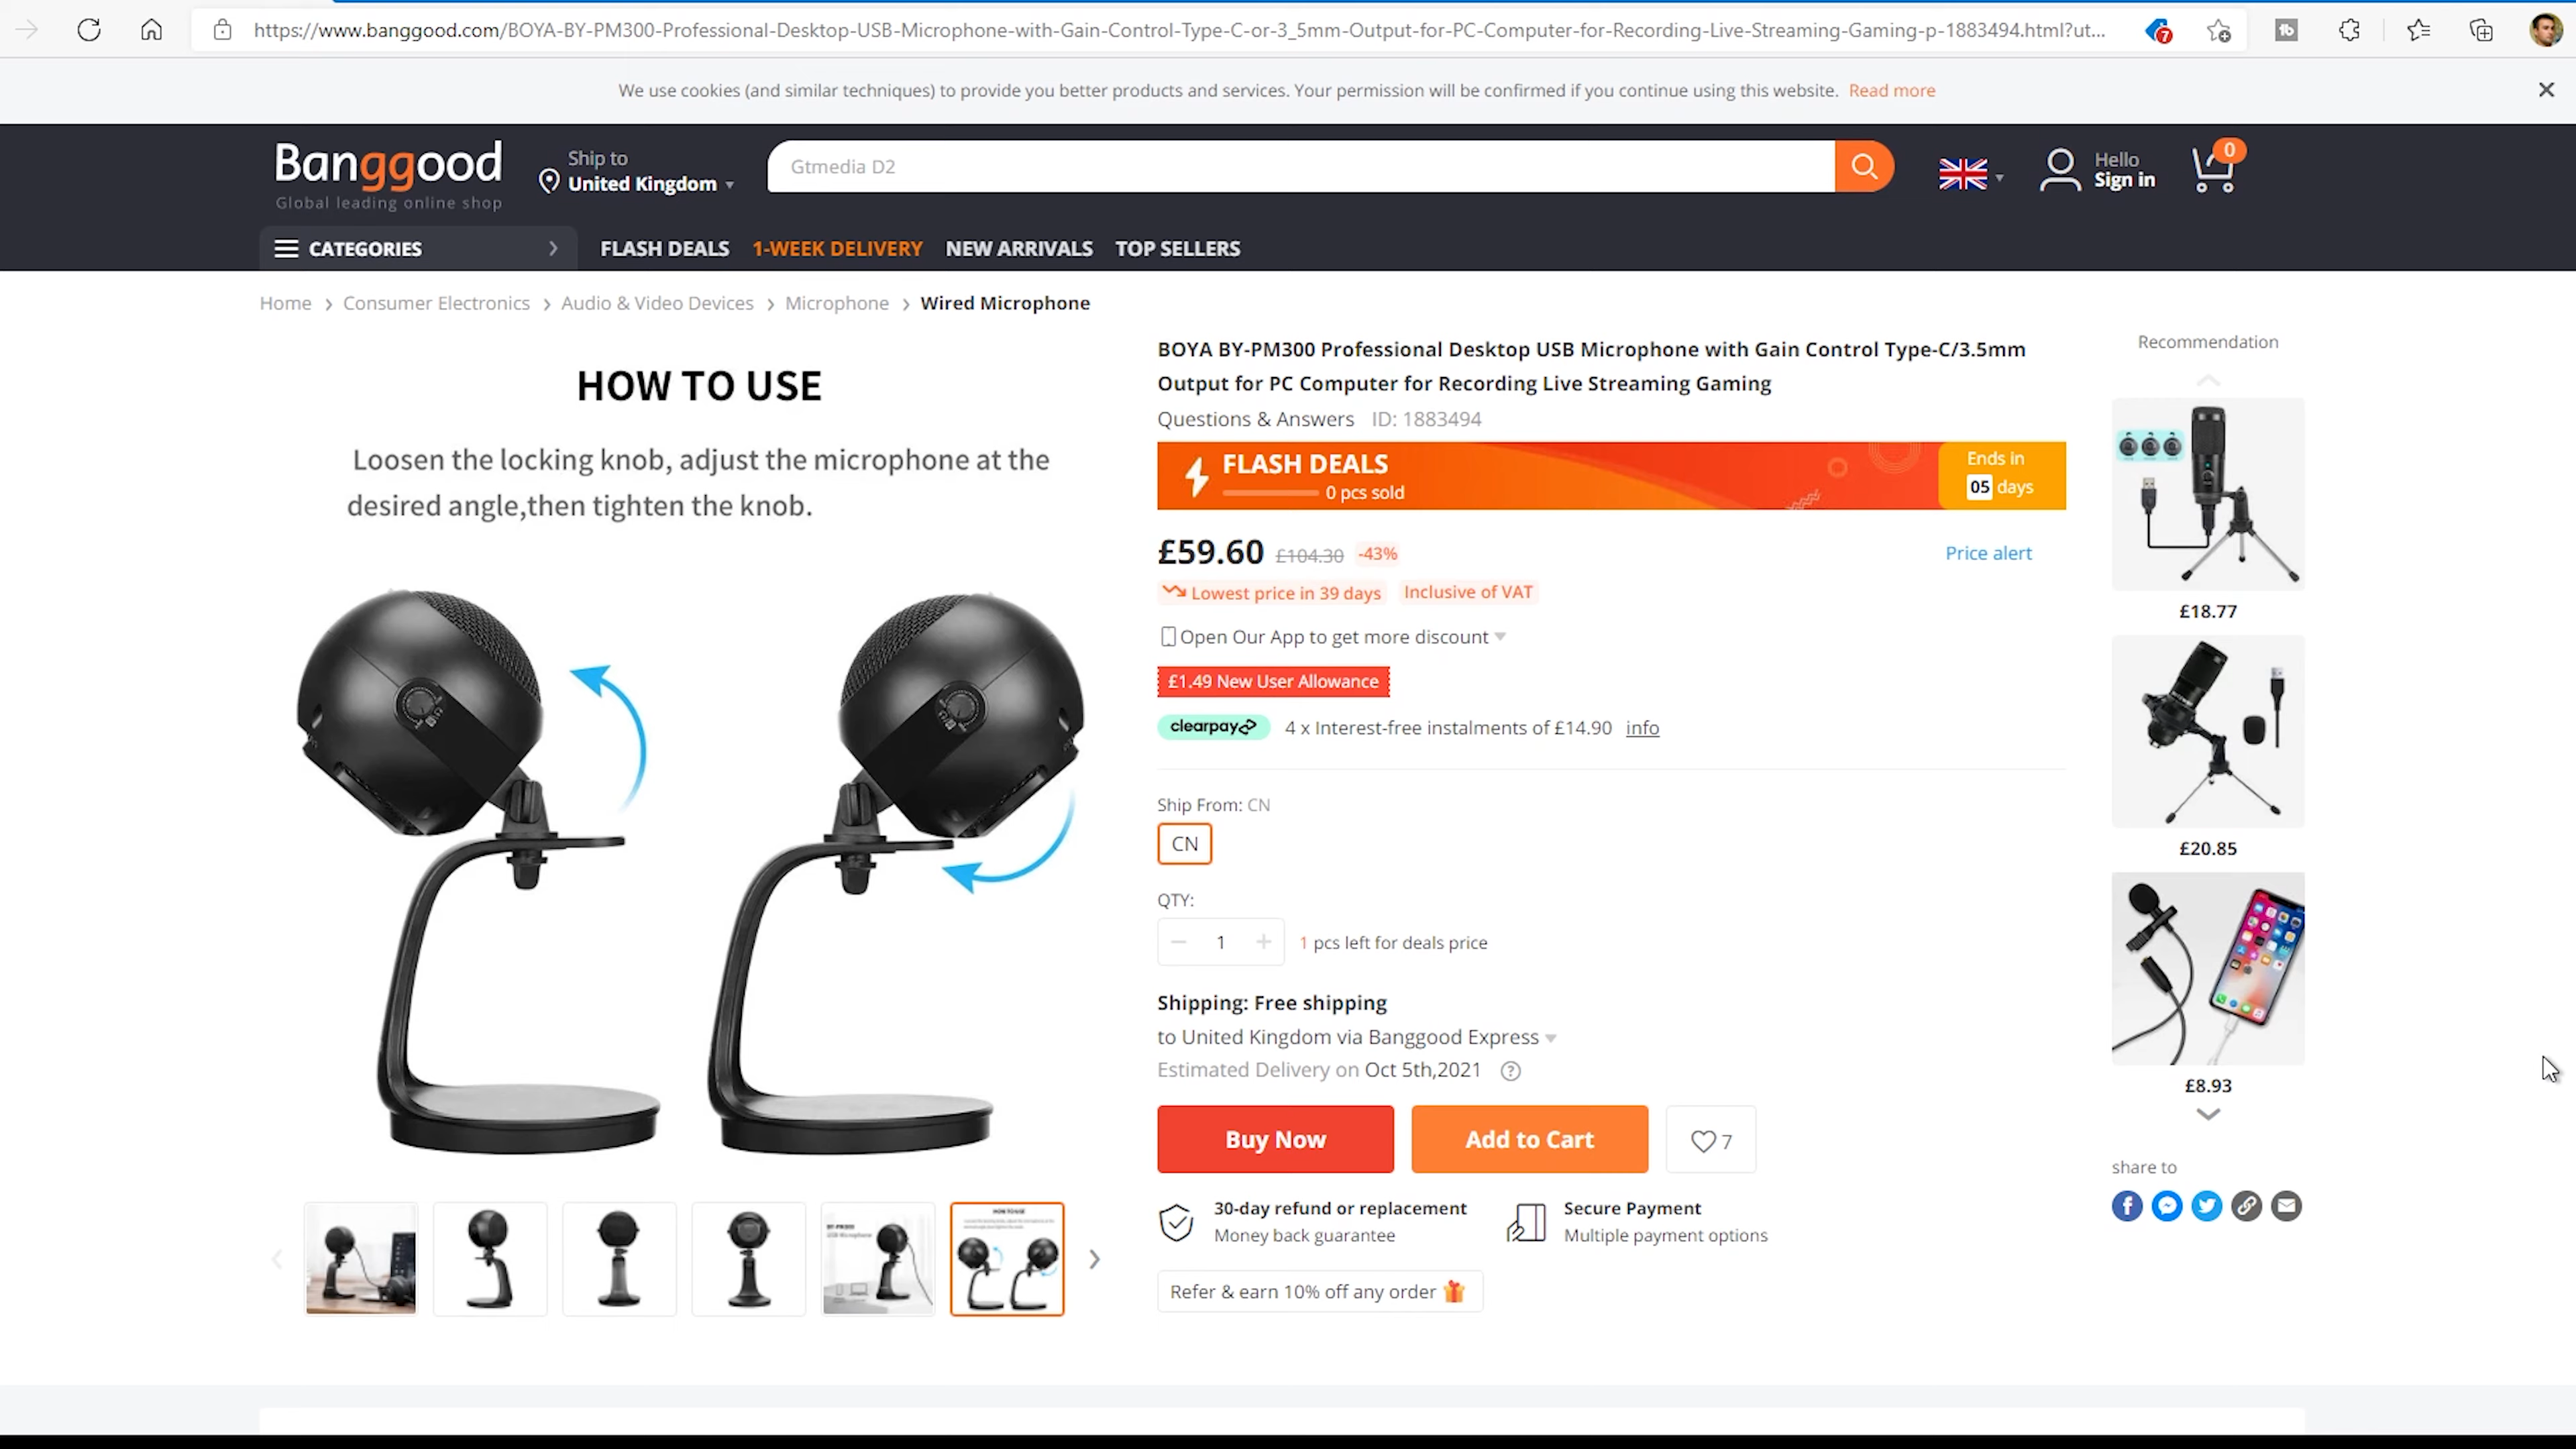 https://www.banggood.com/BOYA-BY-PM300-Professional-Desktop-USB-Microphone-with-Gain-Control-Type-C-or-3_5mm-Output-for-PC-Computer-for-Recording-Live-Streaming-Gaming-p-1883494.html?ut...
7
We use cookies (and similar techniques) to provide you better products and services. Your permission will be confirmed if you continue using this website. Read more
Banggood
Global leading online shop
Ship to
United Kingdom
Gtmedia D2
Hello
Sign in
0
CATEGORIES
FLASH DEALS 1-WEEK DELIVERY NEW ARRIVALS TOP SELLERS
Home > Consumer Electronics > Audio & Video Devices > Microphone > Wired Microphone
HOW TO USE
Loosen the locking knob, adjust the microphone at the
desired angle,then tighten the knob.
BOYA BY-PM300 Professional Desktop USB Microphone with Gain Control Type-C/3.5mm
Output for PC Computer for Recording Live Streaming Gaming
Questions & Answers ID: 1883494
FLASH DEALS
0 pcs sold
Ends in
05 days
£59.60 £104.30 -43%
Price alert
Lowest price in 39 days Inclusive of VAT
Open Our App to get more discount
£1.49 New User Allowance
clearpay 4 x Interest-free instalments of £14.90 info
Ship From: CN
CN
QTY:
1 1 pcs left for deals price
Shipping: Free shipping
to United Kingdom via Banggood Express
Estimated Delivery on Oct 5th,2021
Buy Now
Add to Cart
7
30-day refund or replacement
Money back guarantee
Secure Payment
Multiple payment options
Refer & earn 10% off any order
Recommendation
£18.77
£20.85
£8.93
share to
HOW TO USE